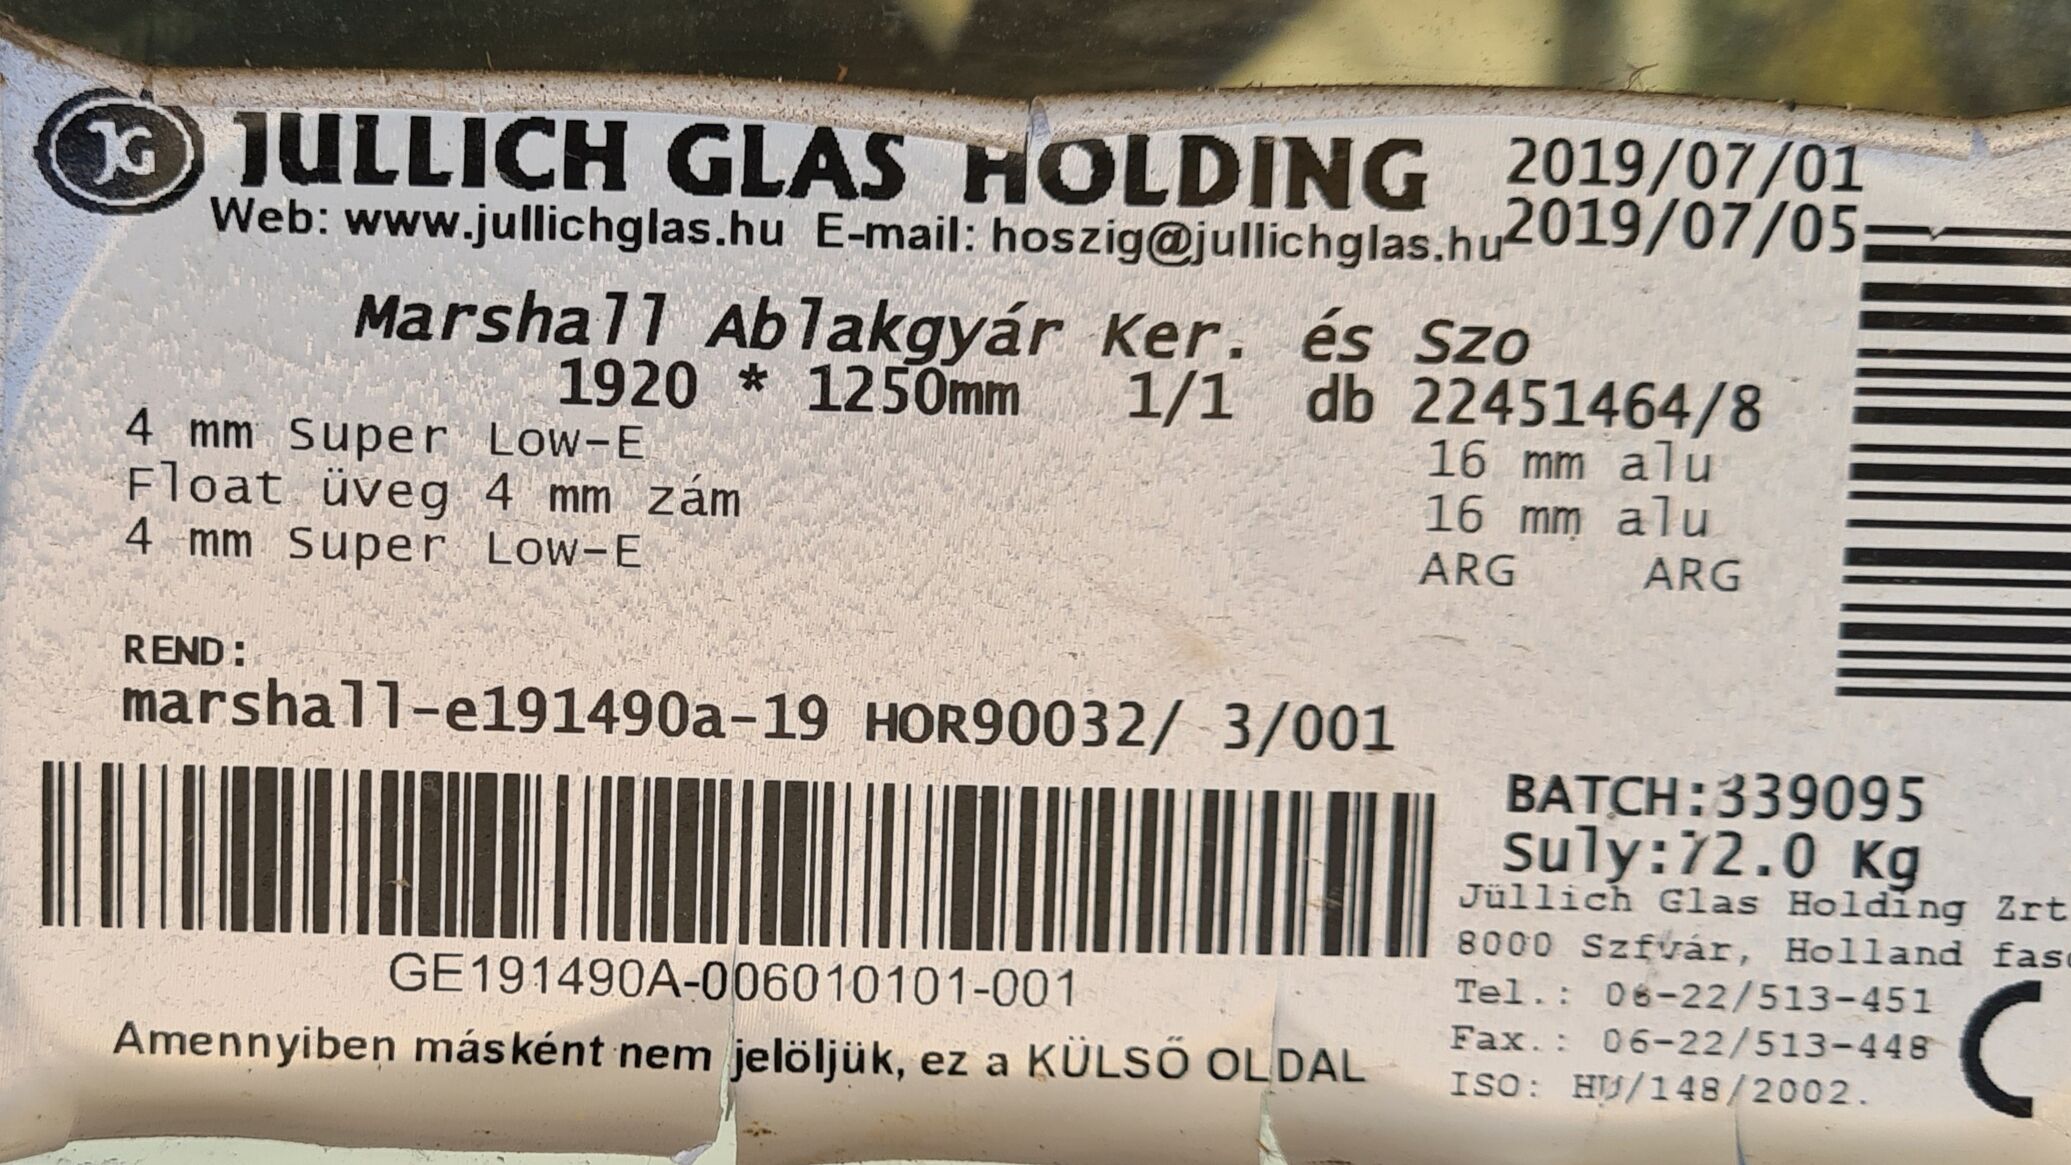 JG JÜLLICH GLAS HOLDING 2019/07/01
Web: www.jullichglas.hu E-mail: hoszig@jullichglas.hu 2019/07/05
Marshall Ablakgyár Ker. és Szo
1920 * 1250mm 1/1 db 22451464/8
4 mm Super Low-E 16 mm alu
Float üveg 4 mm zám 16 mm alu
4 mm Super Low-E ARG ARG
REND:
marshall-e191490a-19 HOR90032/ 3/001
BATCH:339095
Suly:72.0 Kg
GE191490A-006010101-001
Amennyiben másként nem jelöljük, ez a KÜLSŐ OLDAL
Jüllich Glas Holding Zrt
8000 Szfvár, Holland fas
Tel.: 06-22/513-451
Fax.: 06-22/513-448
ISO: HU/148/2002.